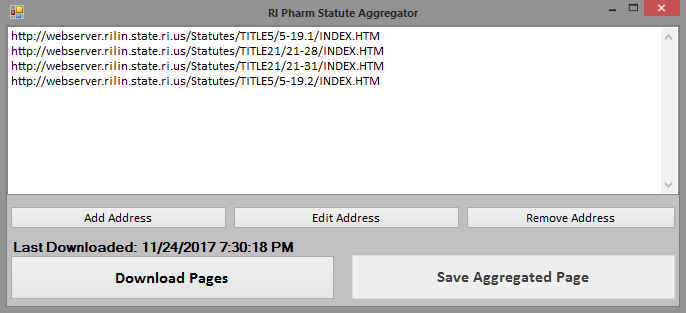 RI Pharm Statute Aggregator
http://webserver.rilin.state.ri.us/Statutes/TITLE5/5-19.1/INDEX.HTM
http://webserver.rilin.state.ri.us/Statutes/TITLE21/21-28/INDEX.HTM
http://webserver.rilin.state.ri.us/Statutes/TITLE21/21-31/INDEX.HTM
http://webserver.rilin.state.ri.us/Statutes/TITLE5/5-19.2/INDEX.HTM
Add Address Edit Address Remove Address
Last Downloaded: 11/24/2017 7:30:18 PM
Download Pages Save Aggregated Page